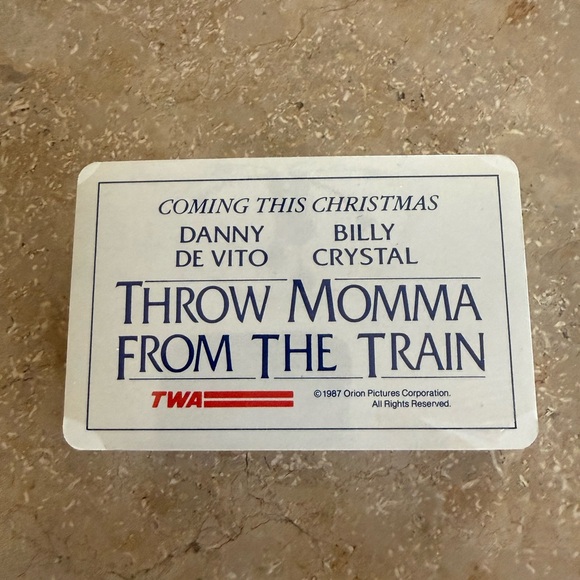 COMING THIS CHRISTMAS
DANNY BILLY
DE VITO CRYSTAL
THROW MOMMA
FROM THE TRAIN
TWA ©1987 Orion Pictures Corporation.
All Rights Reserved.